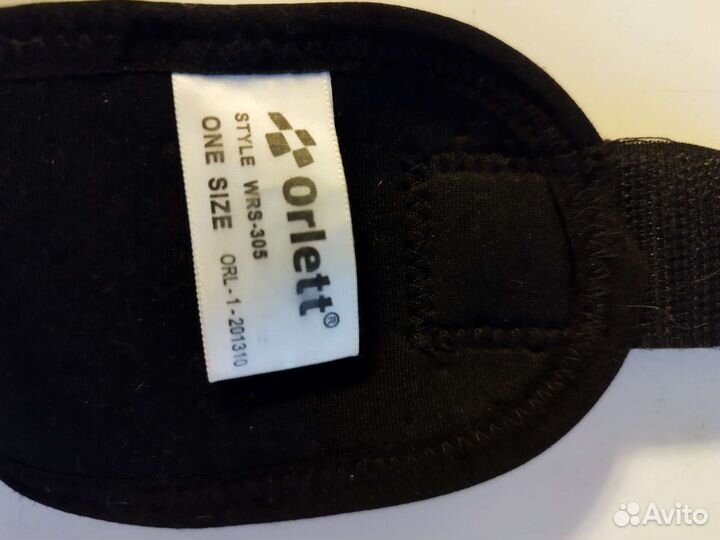 Orlett®
STYLE WRS-305
ONE SIZE ORL-1-201310
Avito